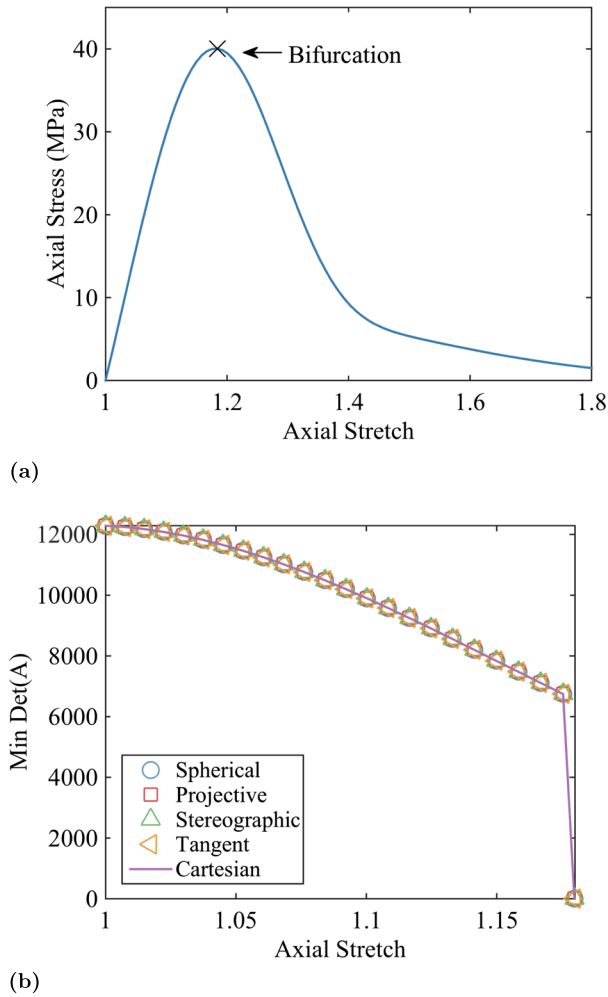 40
Bifurcation
30
20
10
0
Axial Stress (MPa)
1 1.2 1.4 1.6 1.8
Axial Stretch
(a)
12000
10000
8000
6000
4000
2000
0
Min Det(A)
Spherical
Projective
Stereographic
Tangent
Cartesian
1 1.05 1.1 1.15
Axial Stretch
(b)